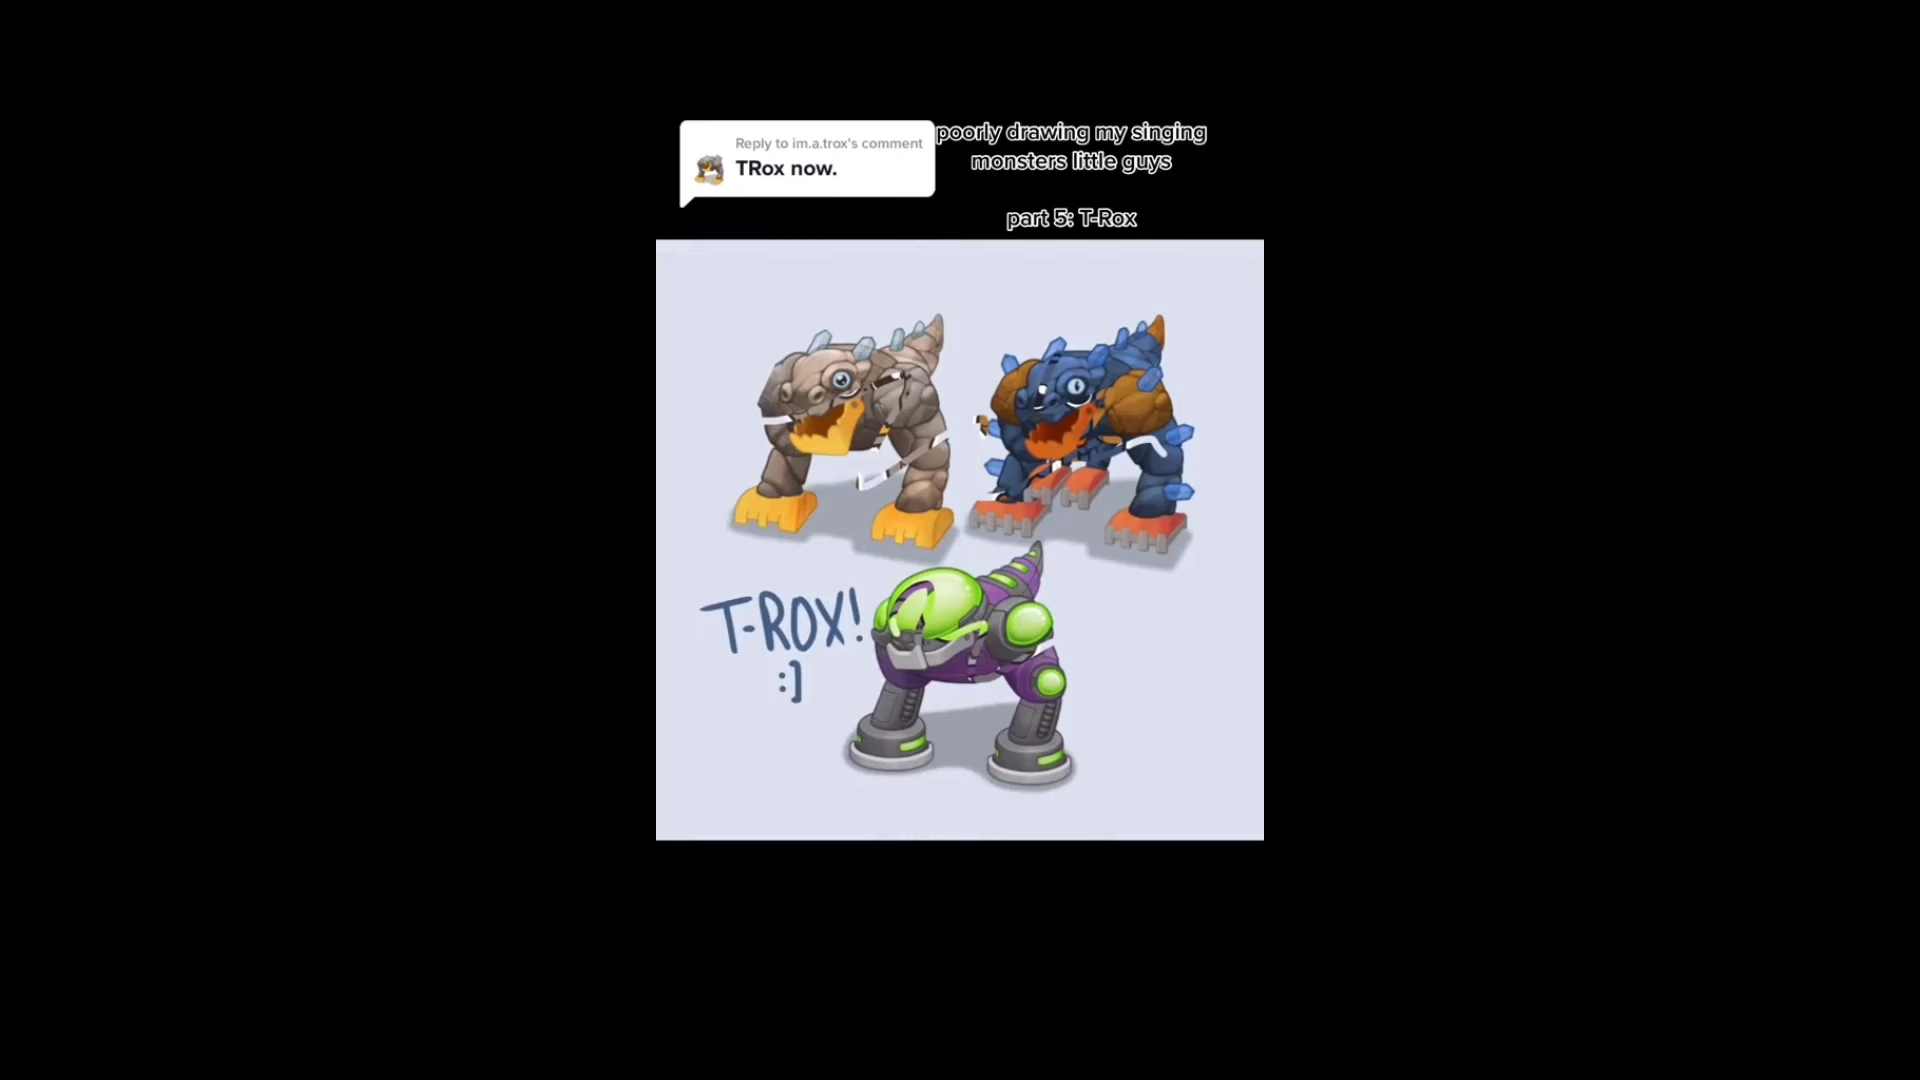 Reply to im.a.trox's comment
TRox now.
poorly drawing my singing
monsters little guys
part 5: T-Rox
T-ROX!
:]